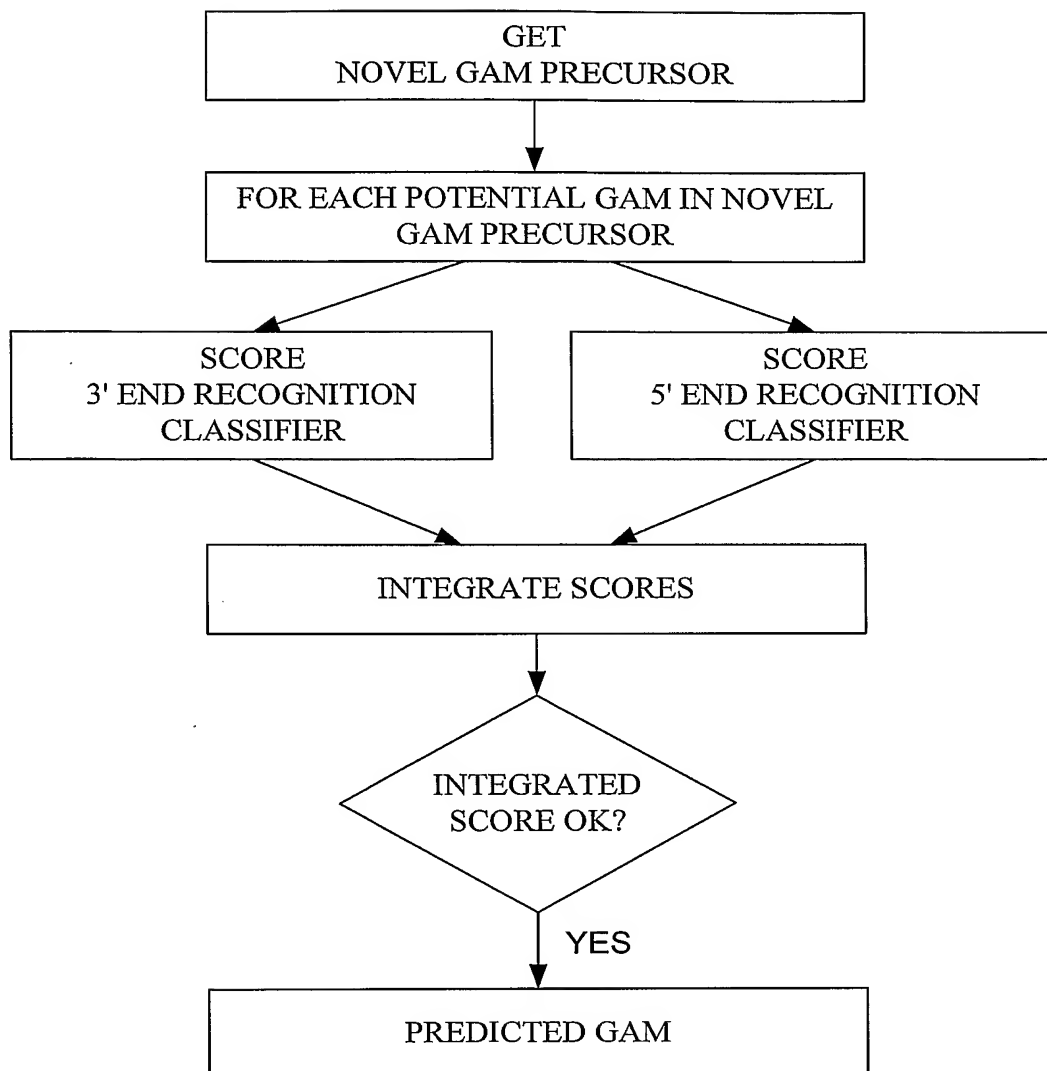 GET
NOVEL GAM PRECURSOR
FOR EACH POTENTIAL GAM IN NOVEL
GAM PRECURSOR
SCORE
3' END RECOGNITION
CLASSIFIER
SCORE
5' END RECOGNITION
CLASSIFIER
INTEGRATE SCORES
INTEGRATED
SCORE OK?
YES
PREDICTED GAM